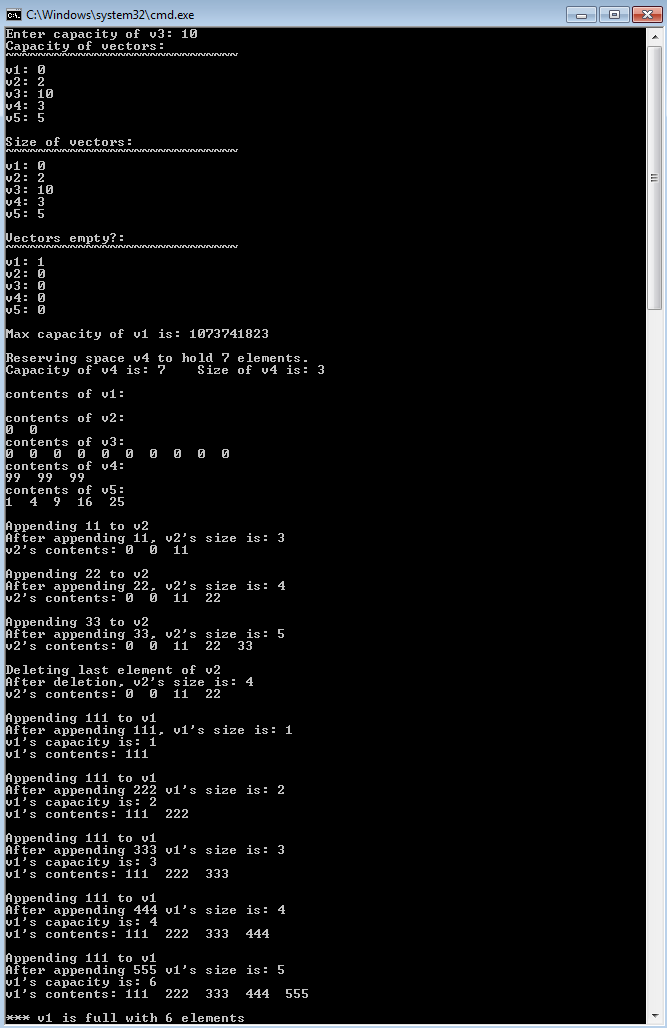 C:\Windows\system32\cmd.exe
Enter capacity of v3: 10
Capacity of vectors:
~~~~~~~~~~~~~~~~~~~~~~~~~~~~~
v1: 0
v2: 2
v3: 10
v4: 3
v5: 5
Size of vectors:
~~~~~~~~~~~~~~~~~~~~~~~~~~~~~
v1: 0
v2: 2
v3: 10
v4: 3
v5: 5
Vectors empty?:
~~~~~~~~~~~~~~~~~~~~~~~~~~~~~
v1: 1
v2: 0
v3: 0
v4: 0
v5: 0
Max capacity of v1 is: 1073741823
Reserving space v4 to hold 7 elements.
Capacity of v4 is: 7    Size of v4 is: 3
contents of v1:
contents of v2:
0  0
contents of v3:
0  0  0  0  0  0  0  0  0  0
contents of v4:
99  99  99
contents of v5:
1  4  9  16  25
Appending 11 to v2
After appending 11, v2's size is: 3
v2's contents: 0  0  11
Appending 22 to v2
After appending 22, v2's size is: 4
v2's contents: 0  0  11  22
Appending 33 to v2
After appending 33, v2's size is: 5
v2's contents: 0  0  11  22  33
Deleting last element of v2
After deletion, v2's size is: 4
v2's contents: 0  0  11  22
Appending 111 to v1
After appending 111, v1's size is: 1
v1's capacity is: 1
v1's contents: 111
Appending 111 to v1
After appending 222 v1's size is: 2
v1's capacity is: 2
v1's contents: 111  222
Appending 111 to v1
After appending 333 v1's size is: 3
v1's capacity is: 3
v1's contents: 111  222  333
Appending 111 to v1
After appending 444 v1's size is: 4
v1's capacity is: 4
v1's contents: 111  222  333  444
Appending 111 to v1
After appending 555 v1's size is: 5
v1's capacity is: 6
v1's contents: 111  222  333  444  555
*** v1 is full with 6 elements